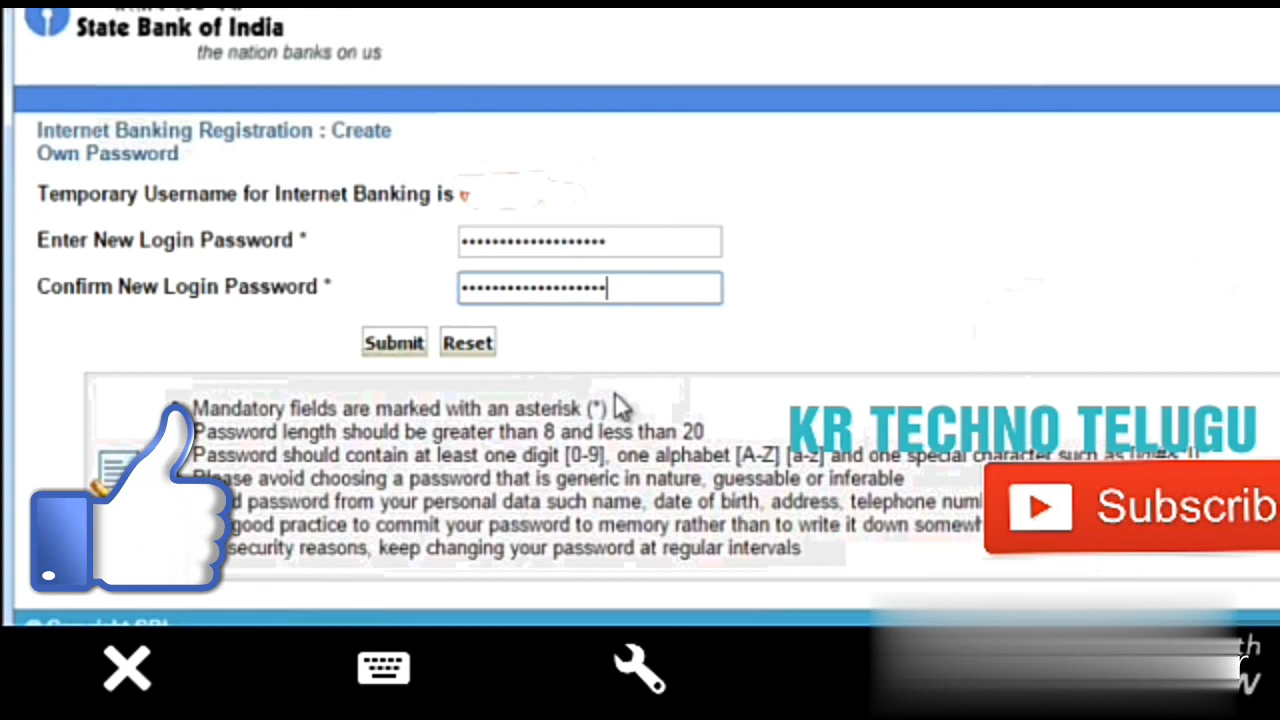 State Bank of India
the nation banks on us
Internet Banking Registration : Create
Own Password
Temporary Username for Internet Banking is
Enter New Login Password *
Confirm New Login Password *
Submit Reset
Mandatory fields are marked with an asterisk (*)
Password length should be greater than 8 and less than 20
Password should contain at least one digit [0-9], one alphabet [A-Z] [a-z] and one special character such as
Please avoid choosing a password that is generic in nature, guessable or inferable
password from your personal data such name, date of birth, address, telephone
good practice to commit your password to memory rather than to write it down
security reasons, keep changing your password at regular intervals
KR TECHNO TELUGU
Subscrib